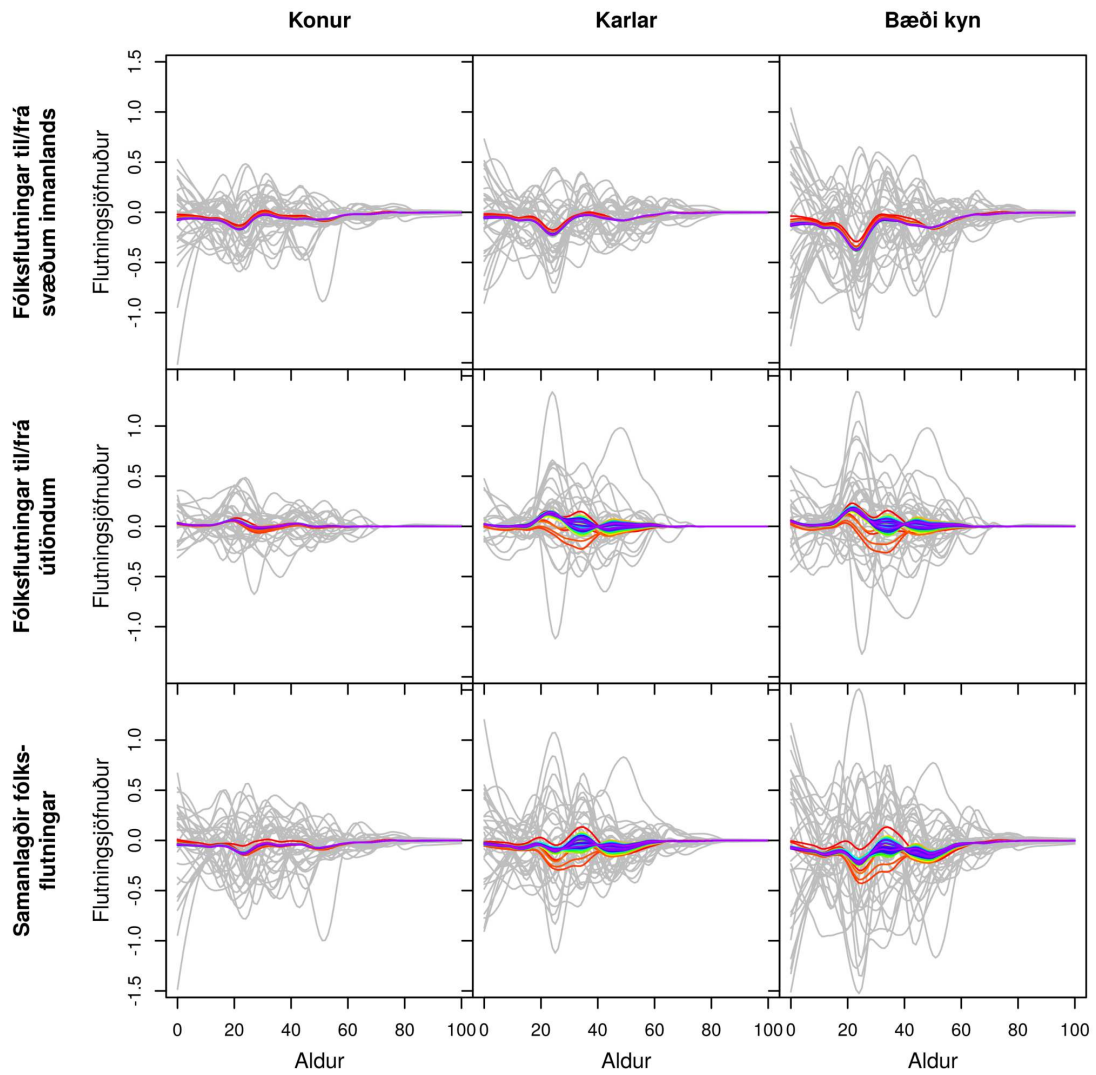 Konur Karlar Bæði kyn
Fólksflutningar til/frá
svæðum innanlands
Flutningsjöfnuður
1.5
1.0
0.5
0.0
-0.5
-1.0
Fólksflutningar til/frá
útlöndum
Flutningsjöfnuður
1.0
0.5
0.0
-0.5
-1.0
Samanlagðir fólks-
flutningar
Flutningsjöfnuður
1.0
0.5
0.0
-0.5
-1.0
-1.5
0 20 40 60 80 100 0 20 40 60 80 100 0 20 40 60 80 100
Aldur Aldur Aldur